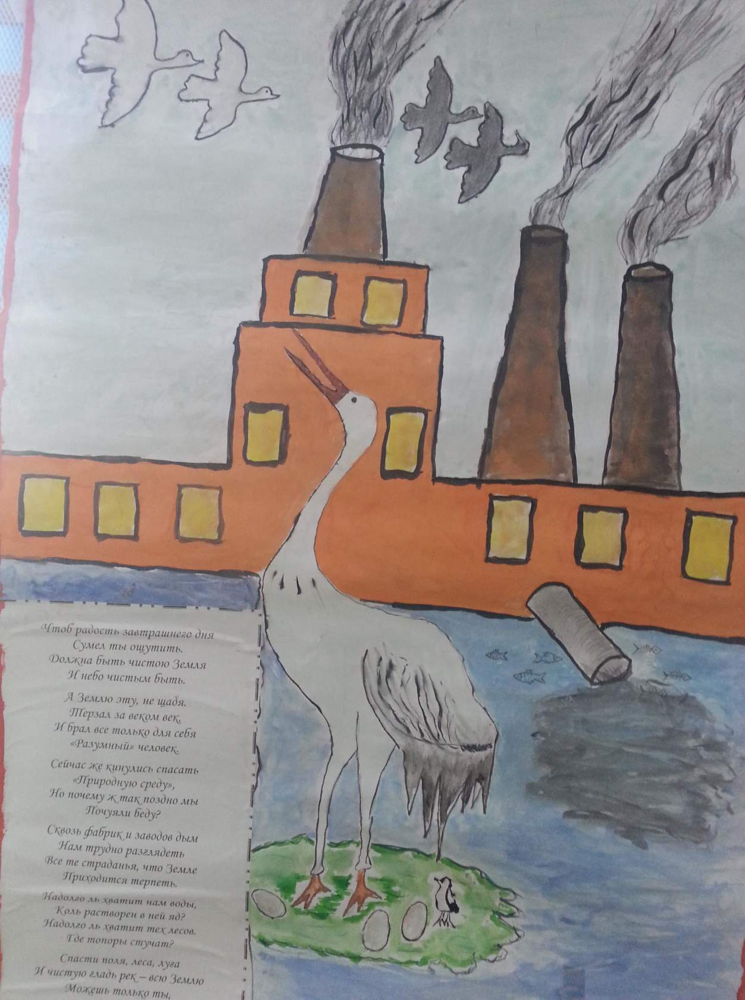 Чтоб радость завтрашнего дня
Сумел ты ощутить.
Должна быть чистою Земля
И небо чистым быть.
А Землю эту, не щадя.
Терзал за веком век,
И брал все только для себя
«Разумный» человек.
Сейчас же кинулись спасать
«Природную среду»,
Но почему ж так поздно мы
Почуяли беду?
Сквозь фабрик и заводов дым
Нам трудно разглядеть
Все те страданья, что Земле
Приходится терпеть.
Надолго ль хватит нам воды,
Коль растворен в ней яд?
Надолго ль хватит тех лесов.
Где топоры стучат?
Спасти поля, леса, луга
И чистую гладь рек – всю Землю
Можешь только ты,